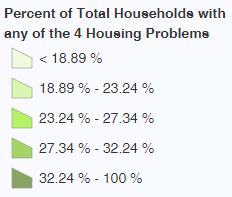 Percent of Total Households with
any of the 4 Housing Problems
< 18.89 %
18.89 % - 23.24 %
23.24 % - 27.34 %
27.34 % - 32.24 %
32.24 % - 100 %